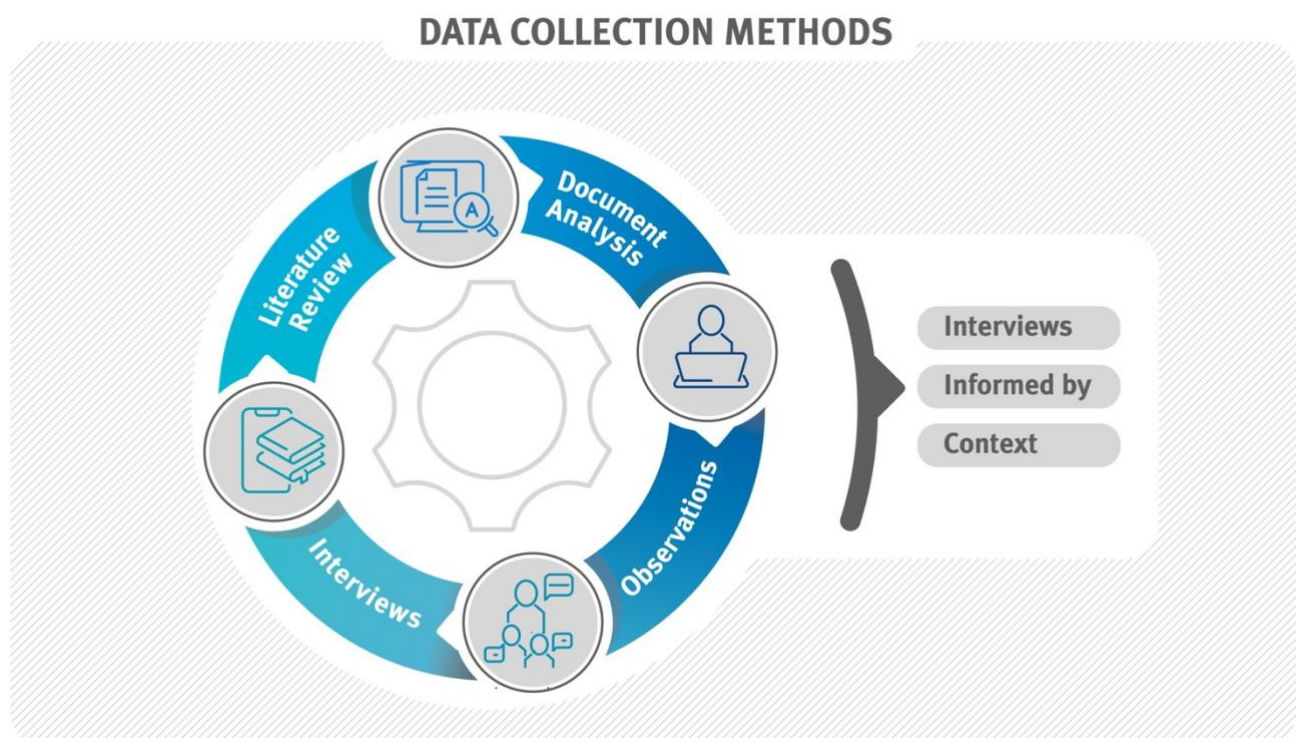 DATA COLLECTION METHODS
Document
Analysis
Literature
Review
A
Observations
Interviews
Interviews
Informed by
Context